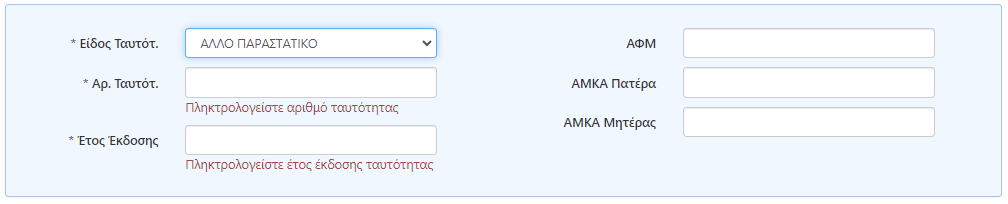 * Είδος Ταυτότ.
ΑΛΛΟ ΠΑΡΑΣΤΑΤΙΚΟ
* Αρ. Ταυτότ.
Πληκτρολογείστε αριθμό ταυτότητας
* Έτος Έκδοσης
Πληκτρολογείστε έτος έκδοσης ταυτότητας
ΑΦΜ
ΑΜΚΑ Πατέρα
ΑΜΚΑ Μητέρας